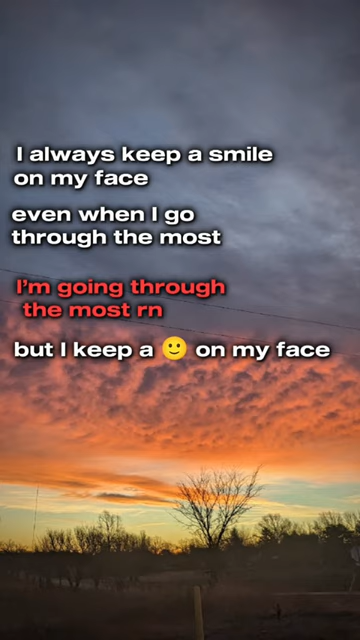 I always keep a smile
on my face
even when I go
through the most
I'm going through
the most rn
but I keep a 🙂 on my face